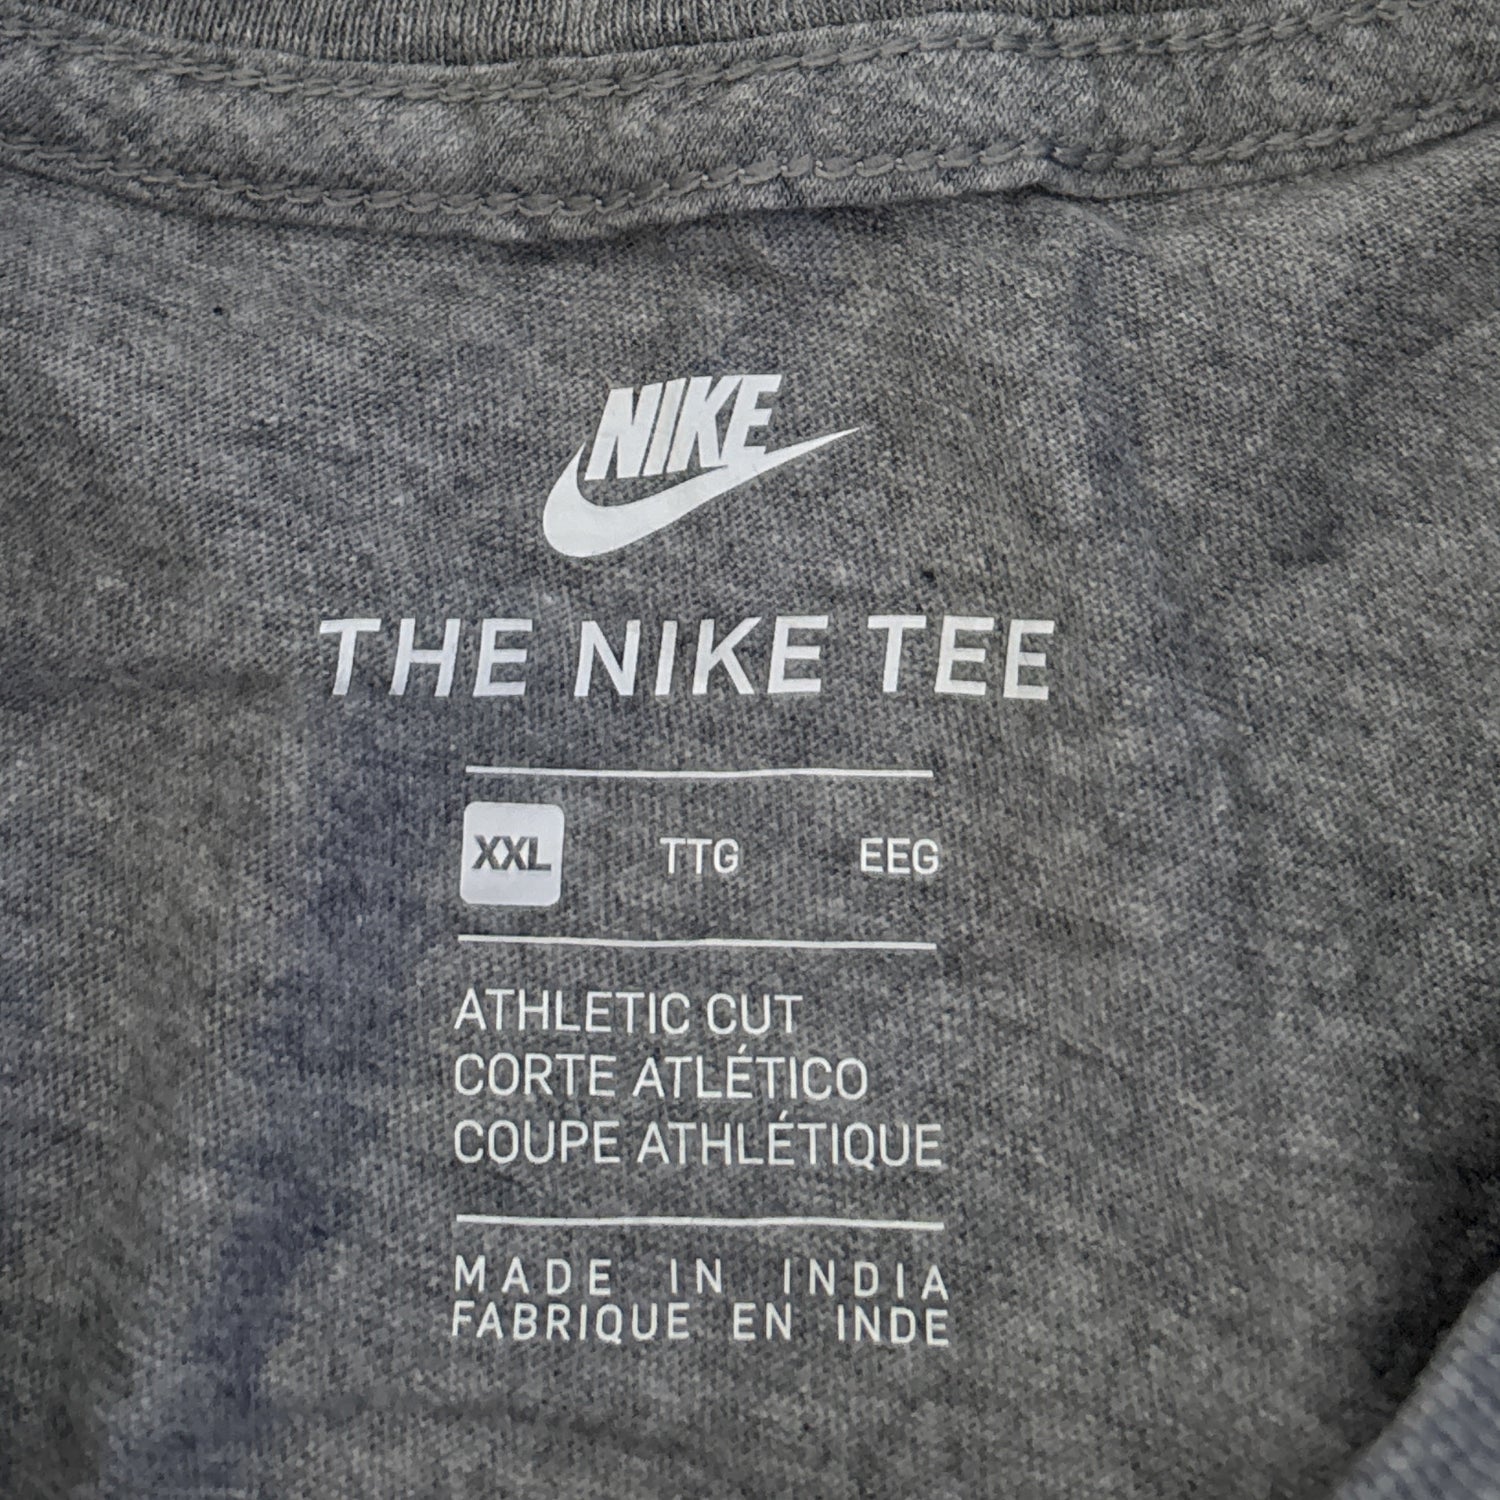 NIKE
THE NIKE TEE
XXL TTG EEG
ATHLETIC CUT
CORTE ATLÉTICO
COUPE ATHLÉTIQUE
MADE IN INDIA
FABRIQUE EN INDE